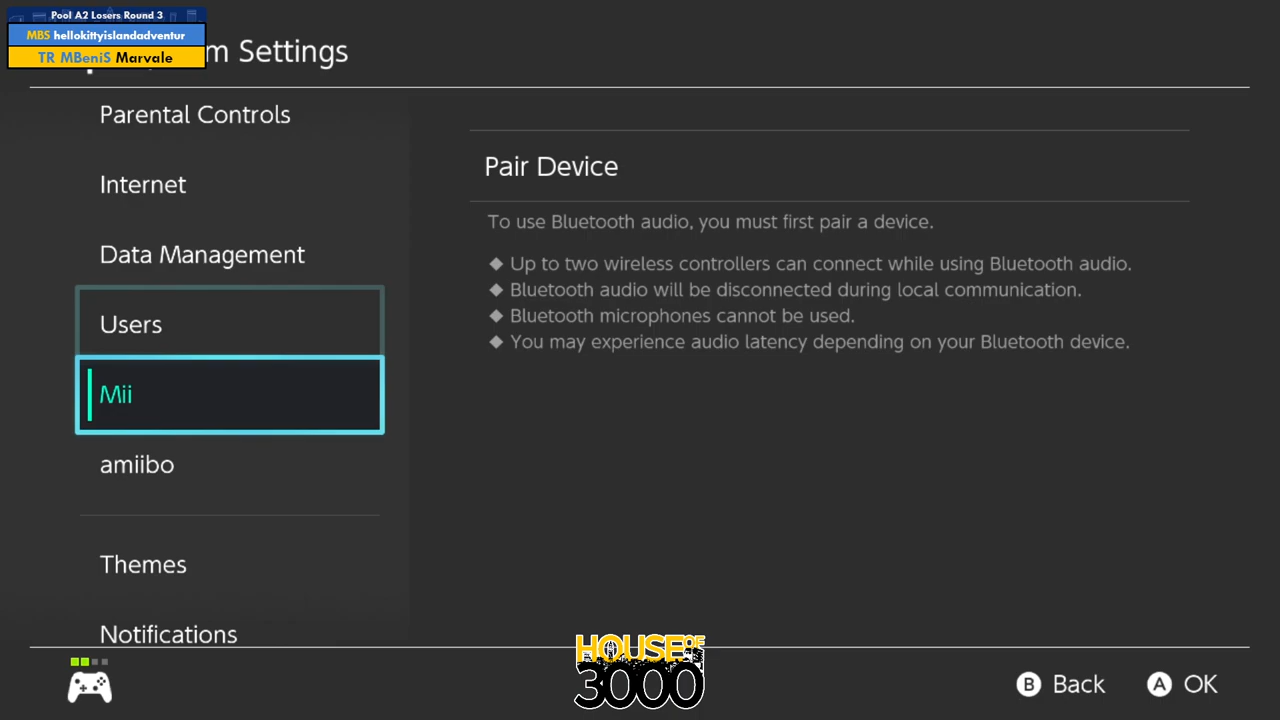 Pool A2 Losers Round 3
MBS hellokittyislandadventur
TR MBeniS Marvale
m Settings
Parental Controls
Internet
Data Management
Users
Mii
amiibo
Themes
Notifications
Pair Device
To use Bluetooth audio, you must first pair a device.
◆ Up to two wireless controllers can connect while using Bluetooth audio.
◆ Bluetooth audio will be disconnected during local communication.
◆ Bluetooth microphones cannot be used.
◆ You may experience audio latency depending on your Bluetooth device.
HOUSE OF
3000
B Back
A OK